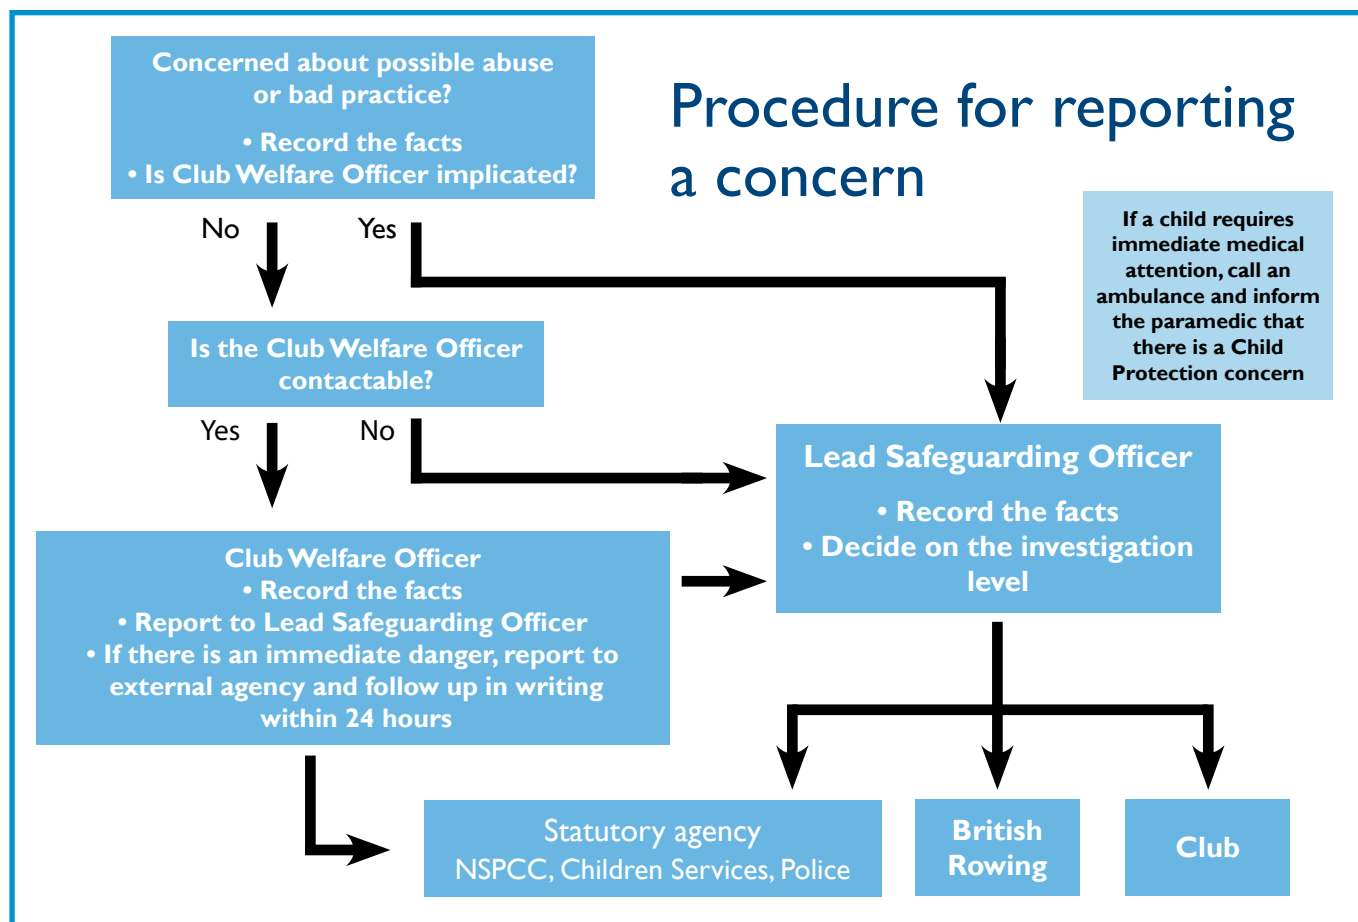 Concerned about possible abuse
or bad practice?
• Record the facts
• Is Club Welfare Officer implicated?
Procedure for reporting
a concern
If a child requires
immediate medical
attention, call an
ambulance and inform
the paramedic that
there is a Child
Protection concern
No
Yes
Is the Club Welfare Officer
contactable?
Yes
No
Lead Safeguarding Officer
• Record the facts
• Decide on the investigation
level
Club Welfare Officer
• Record the facts
• Report to Lead Safeguarding Officer
• If there is an immediate danger, report to
external agency and follow up in writing
within 24 hours
Statutory agency
NSPCC, Children Services, Police
British
Rowing
Club